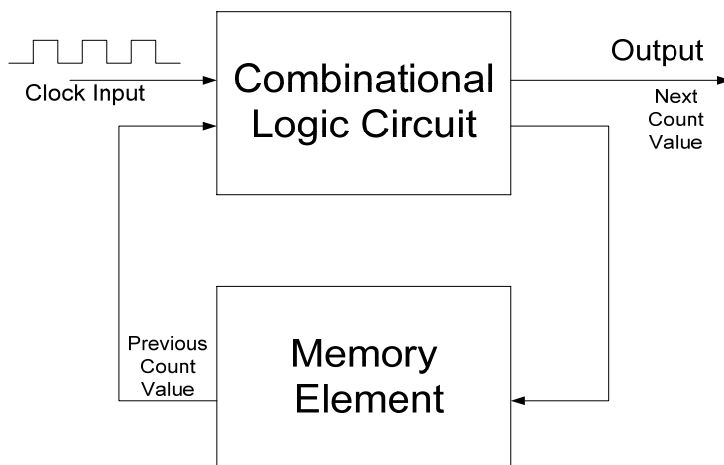 Combinational
Logic Circuit
Clock Input
Output
Next
Count
Value
Previous
Count
Value
Memory
Element